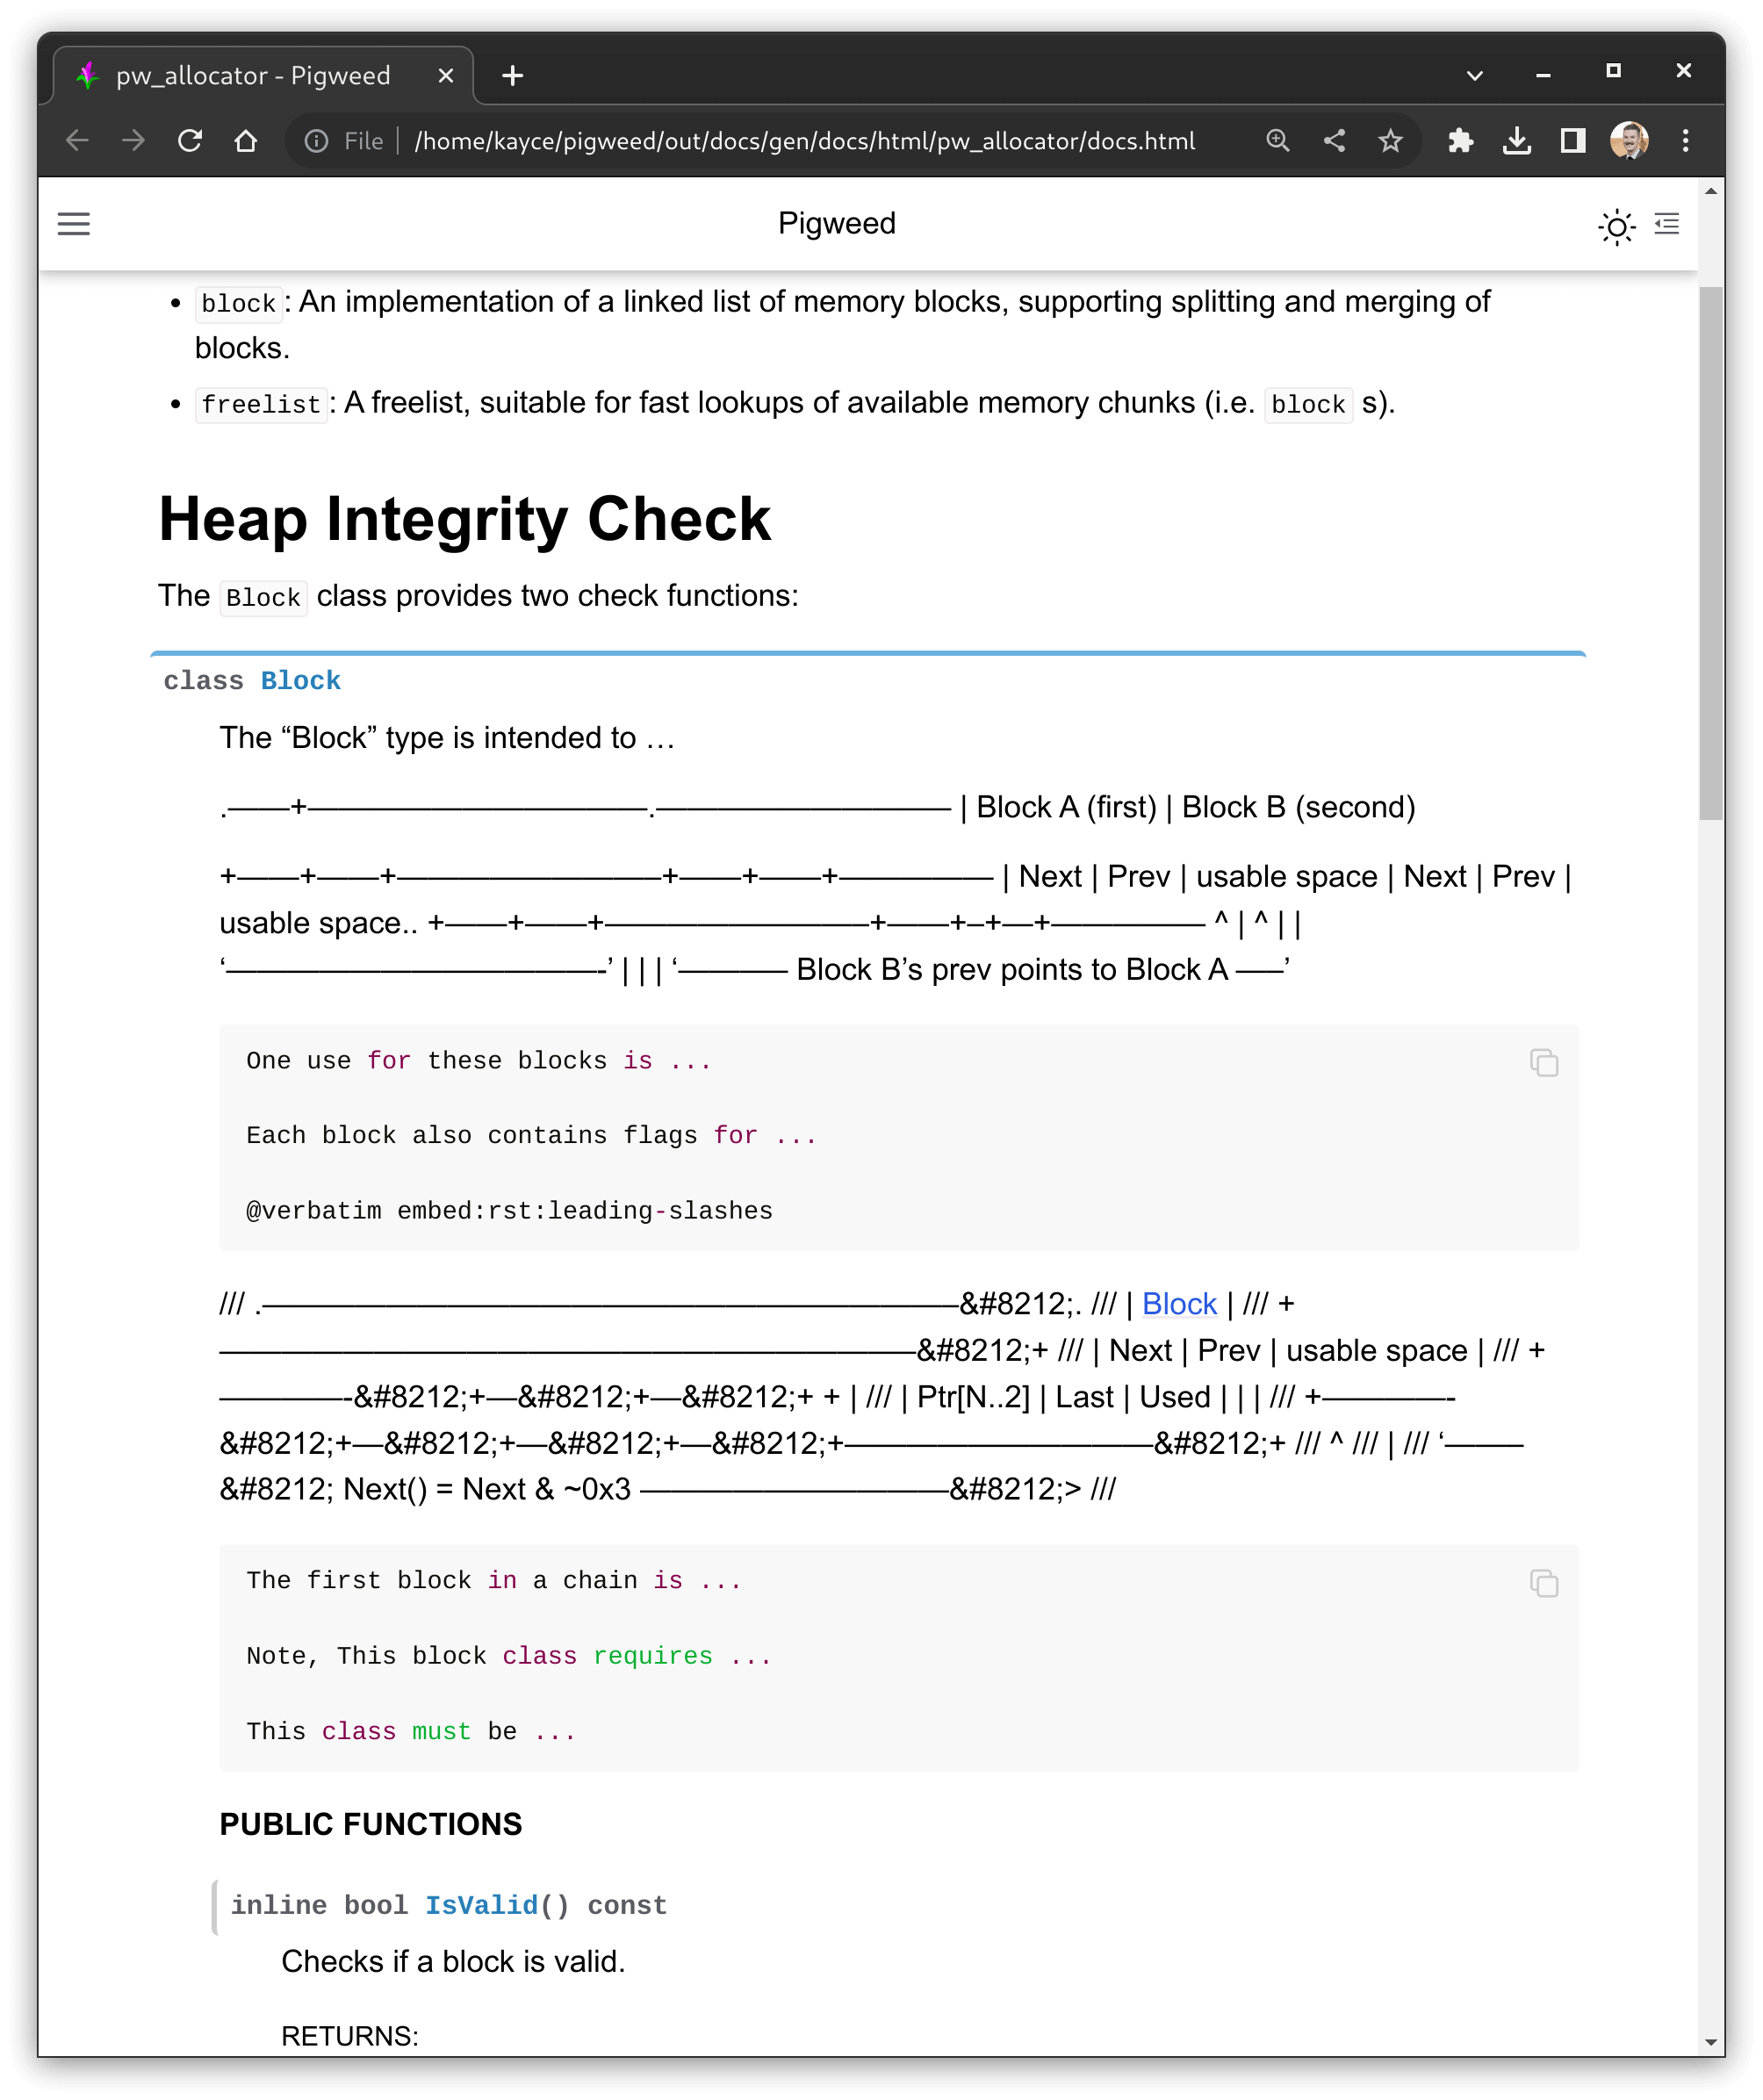 pw_allocator - Pigweed
File | /home/kayce/pigweed/out/docs/gen/docs/html/pw_allocator/docs.html
Pigweed
• block: An implementation of a linked list of memory blocks, supporting splitting and merging of
blocks.
• freelist: A freelist, suitable for fast lookups of available memory chunks (i.e. block s).
Heap Integrity Check
The Block class provides two check functions:
class Block
The “Block” type is intended to …
.——+———————————.—————————– | Block A (first) | Block B (second)
+——+——+————————–+——+——+————— | Next | Prev | usable space | Next | Prev |
usable space.. +——+——+————————–+——+–+—+————— ^ | ^ | |
‘————————————-’ | | | ‘———– Block B’s prev points to Block A —–’
One use for these blocks is ...
Each block also contains flags for ...
@verbatim embed:rst:leading-slashes
/// .———————————————————————&#8212;. /// | Block | /// +
———————————————————————&#8212;+ /// | Next | Prev | usable space | /// +
————-&#8212;+—&#8212;+—&#8212;+ + | /// | Ptr[N..2] | Last | Used | | | /// +————-
&#8212;+—&#8212;+—&#8212;+—&#8212;+——————————&#8212;+ /// ^ /// | /// ‘——–
&#8212; Next() = Next & ~0x3 ——————————&#8212;> ///
The first block in a chain is ...
Note, This block class requires ...
This class must be ...
PUBLIC FUNCTIONS
inline bool IsValid() const
Checks if a block is valid.
RETURNS: